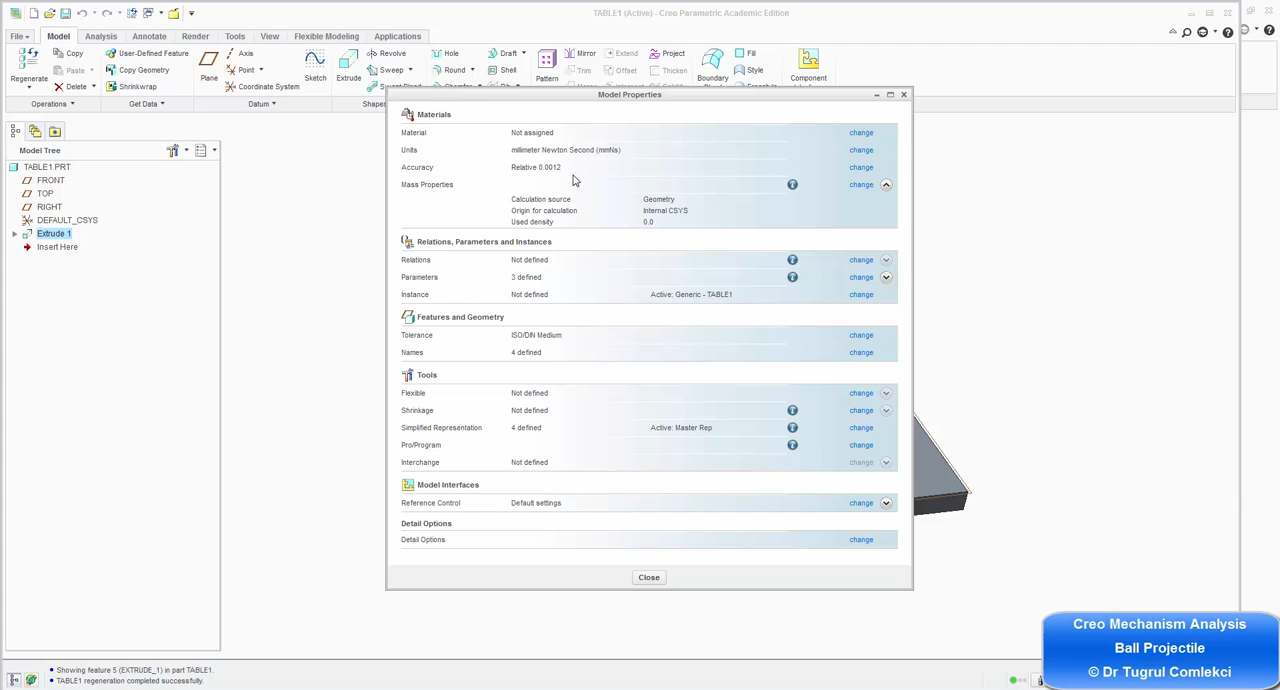 TABLE1 (Active) - Creo Parametric Academic Edition
File Model Analysis Annotate Render Tools View Flexible Modeling Applications
Regenerate
Copy
Paste
Delete
User-Defined Feature
Copy Geometry
Shrinkwrap
Plane
Axis
Point
Coordinate System
Sketch
Extrude
Revolve
Sweep
Hole
Round
Draft
Shell
Pattern
Mirror
Trim
Extend
Offset
Project
Thicken
Boundary
Fill
Style
Component
Operations Get Data Datum Shapes
Model Tree
TABLE1.PRT
FRONT
TOP
RIGHT
DEFAULT_CSYS
Extrude 1
Insert Here
Model Properties
Materials
Material Not assigned change
Units millimeter Newton Second (mmNs) change
Accuracy Relative 0.0012 change
Mass Properties change
Calculation source Geometry
Origin for calculation Internal CSYS
Used density 0.0
Relations, Parameters and Instances
Relations Not defined change
Parameters 3 defined change
Instance Not defined Active: Generic - TABLE1 change
Features and Geometry
Tolerance ISO/DIN Medium change
Names 4 defined change
Tools
Flexible Not defined change
Shrinkage Not defined change
Simplified Representation 4 defined Active: Master Rep change
Pro/Program change
Interchange Not defined change
Model Interfaces
Reference Control Default settings change
Detail Options
Detail Options change
Close
Showing feature 5 (EXTRUDE_1) in part TABLE1.
TABLE1 regeneration completed successfully.
Creo Mechanism Analysis
Ball Projectile
© Dr Tugrul Comlekci